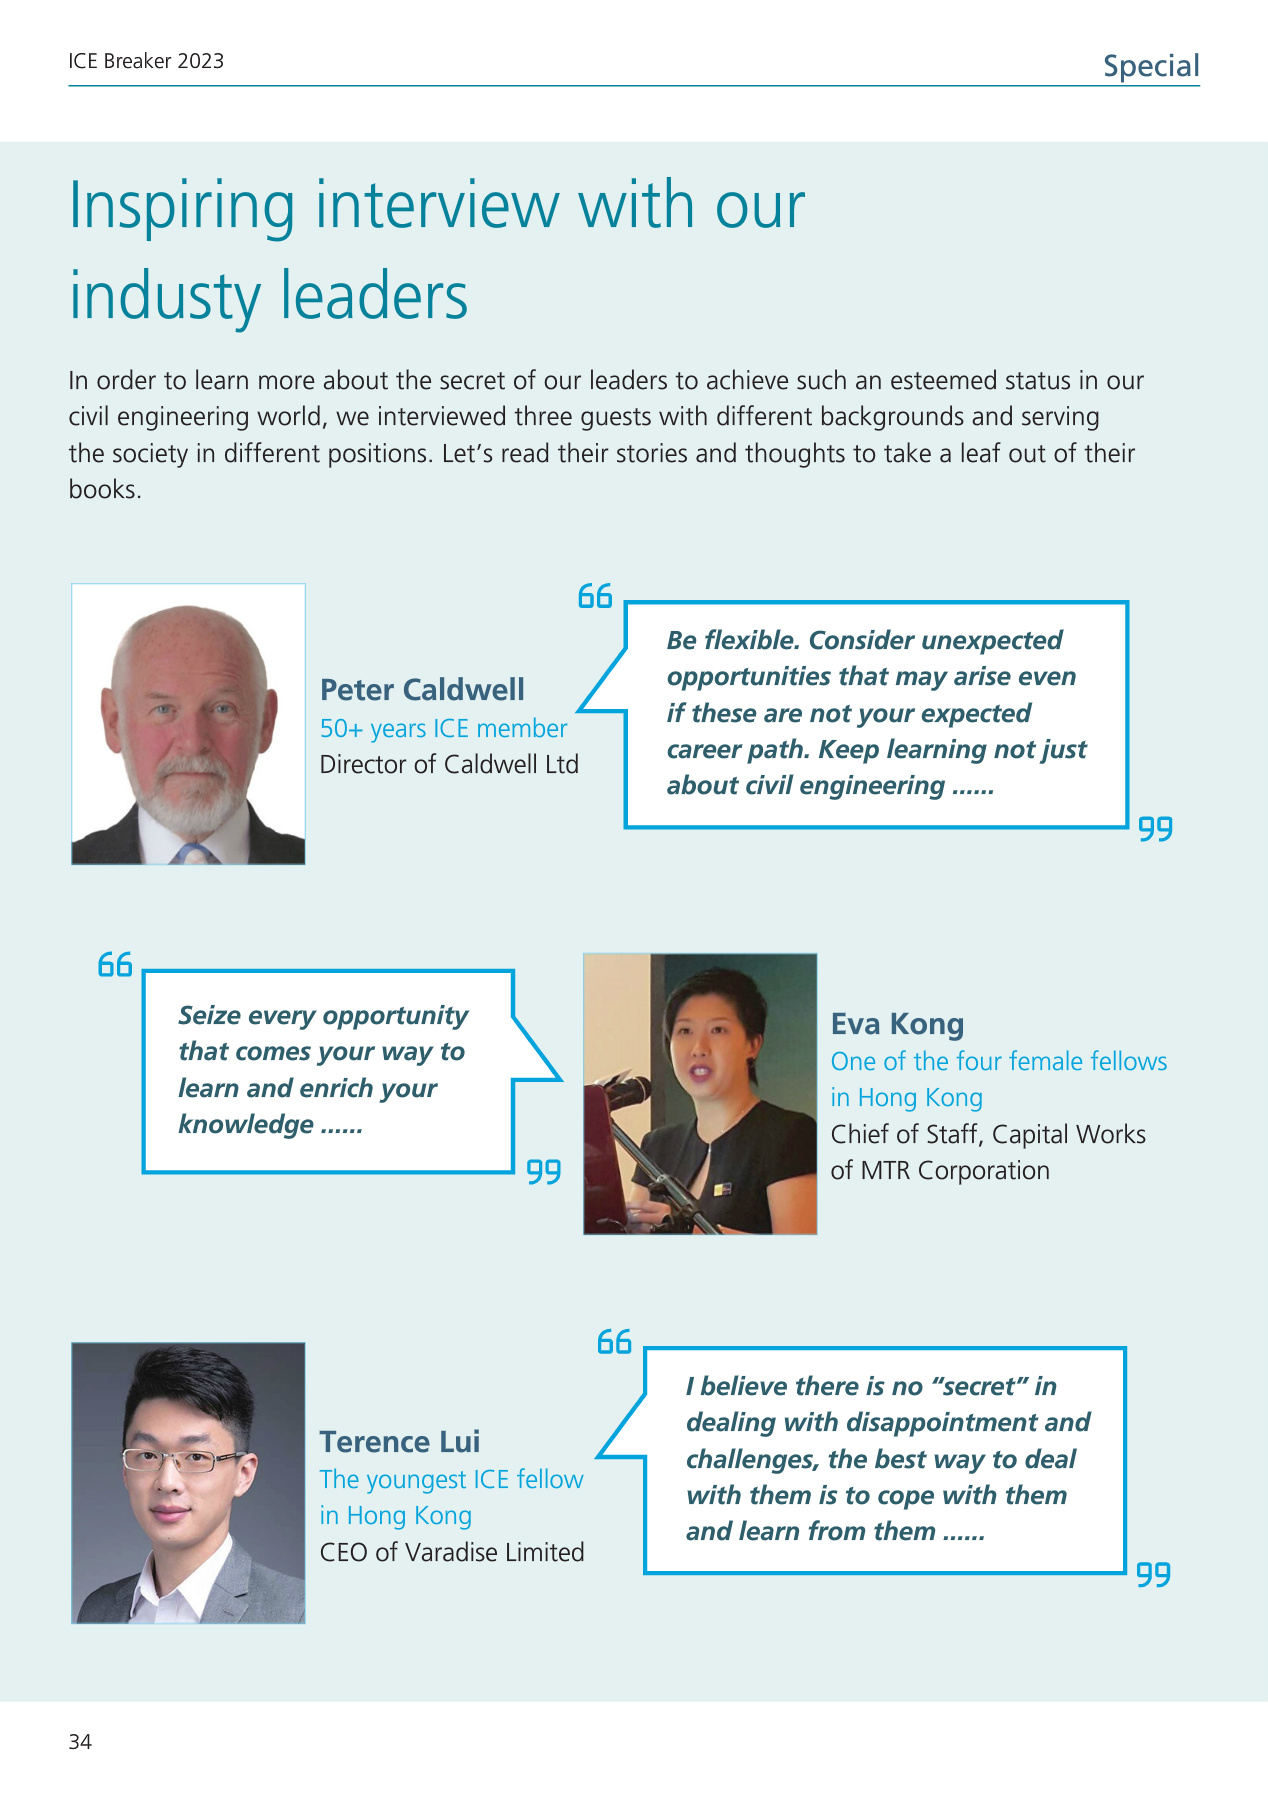 ICE Breaker 2023
Special
Inspiring interview with our
industy leaders
In order to learn more about the secret of our leaders to achieve such an esteemed status in our
civil engineering world, we interviewed three guests with different backgrounds and serving
the society in different positions. Let’s read their stories and thoughts to take a leaf out of their
books.
Peter Caldwell
50+ years ICE member
Director of Caldwell Ltd
“
Be flexible. Consider unexpected
opportunities that may arise even
if these are not your expected
career path. Keep learning not just
about civil engineering ......
”
“
Seize every opportunity
that comes your way to
learn and enrich your
knowledge ......
”
Eva Kong
One of the four female fellows
in Hong Kong
Chief of Staff, Capital Works
of MTR Corporation
Terence Lui
The youngest ICE fellow
in Hong Kong
CEO of Varadise Limited
“
I believe there is no “secret” in
dealing with disappointment and
challenges, the best way to deal
with them is to cope with them
and learn from them ......
”
34